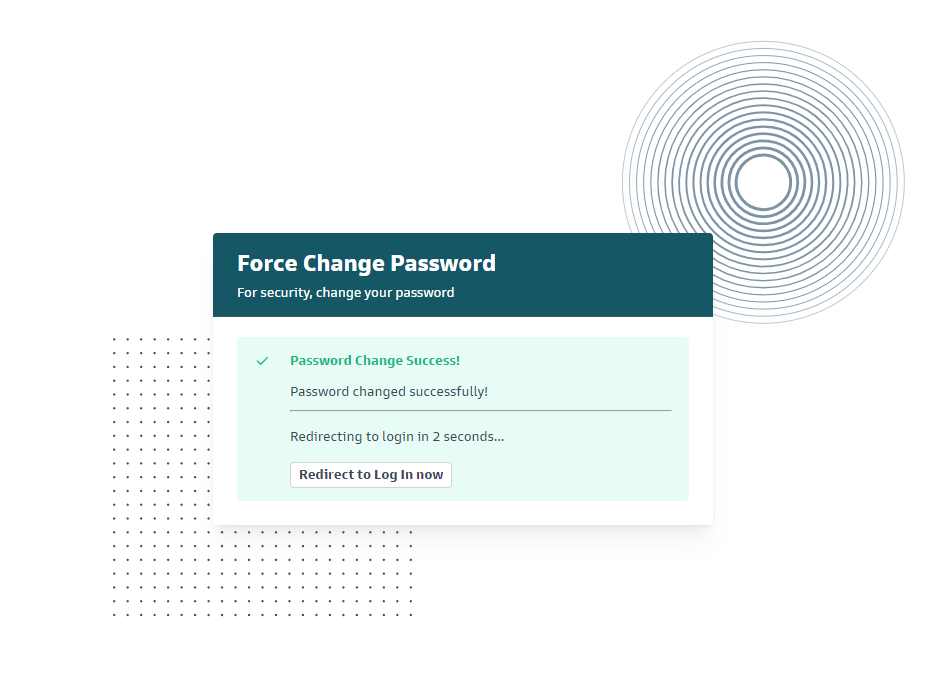 Force Change Password
For security, change your password
Password Change Success!
Password changed successfully!
Redirecting to login in 2 seconds...
Redirect to Log In now